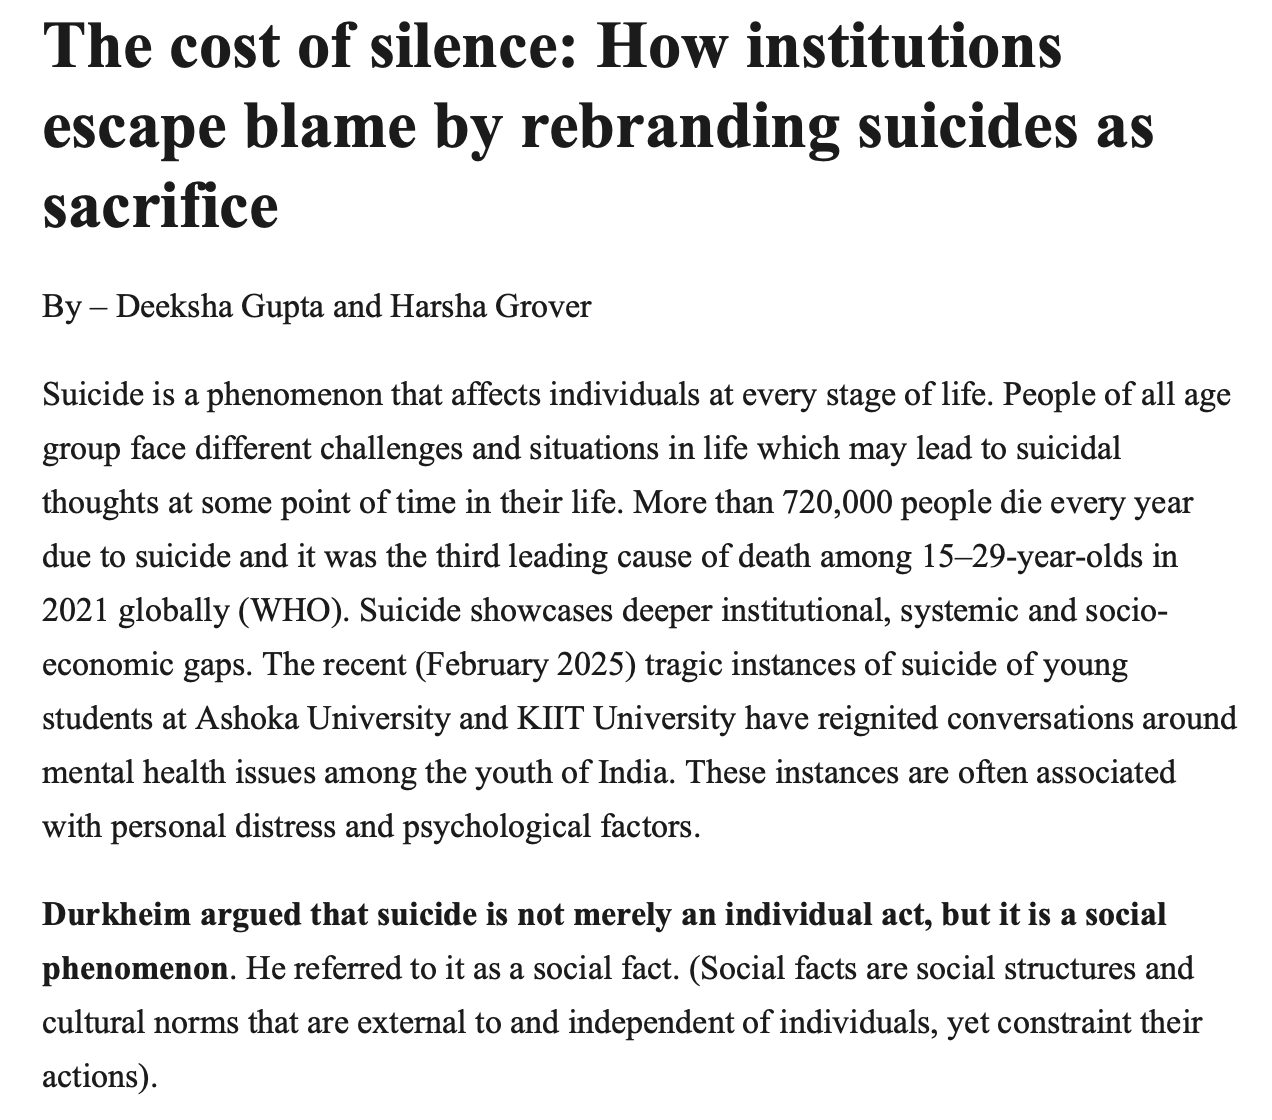 The cost of silence: How institutions
escape blame by rebranding suicides as
sacrifice
By – Deeksha Gupta and Harsha Grover
Suicide is a phenomenon that affects individuals at every stage of life. People of all age
group face different challenges and situations in life which may lead to suicidal
thoughts at some point of time in their life. More than 720,000 people die every year
due to suicide and it was the third leading cause of death among 15–29-year-olds in
2021 globally (WHO). Suicide showcases deeper institutional, systemic and socio-
economic gaps. The recent (February 2025) tragic instances of suicide of young
students at Ashoka University and KIIT University have reignited conversations around
mental health issues among the youth of India. These instances are often associated
with personal distress and psychological factors.
Durkheim argued that suicide is not merely an individual act, but it is a social
phenomenon. He referred to it as a social fact. (Social facts are social structures and
cultural norms that are external to and independent of individuals, yet constraint their
actions).